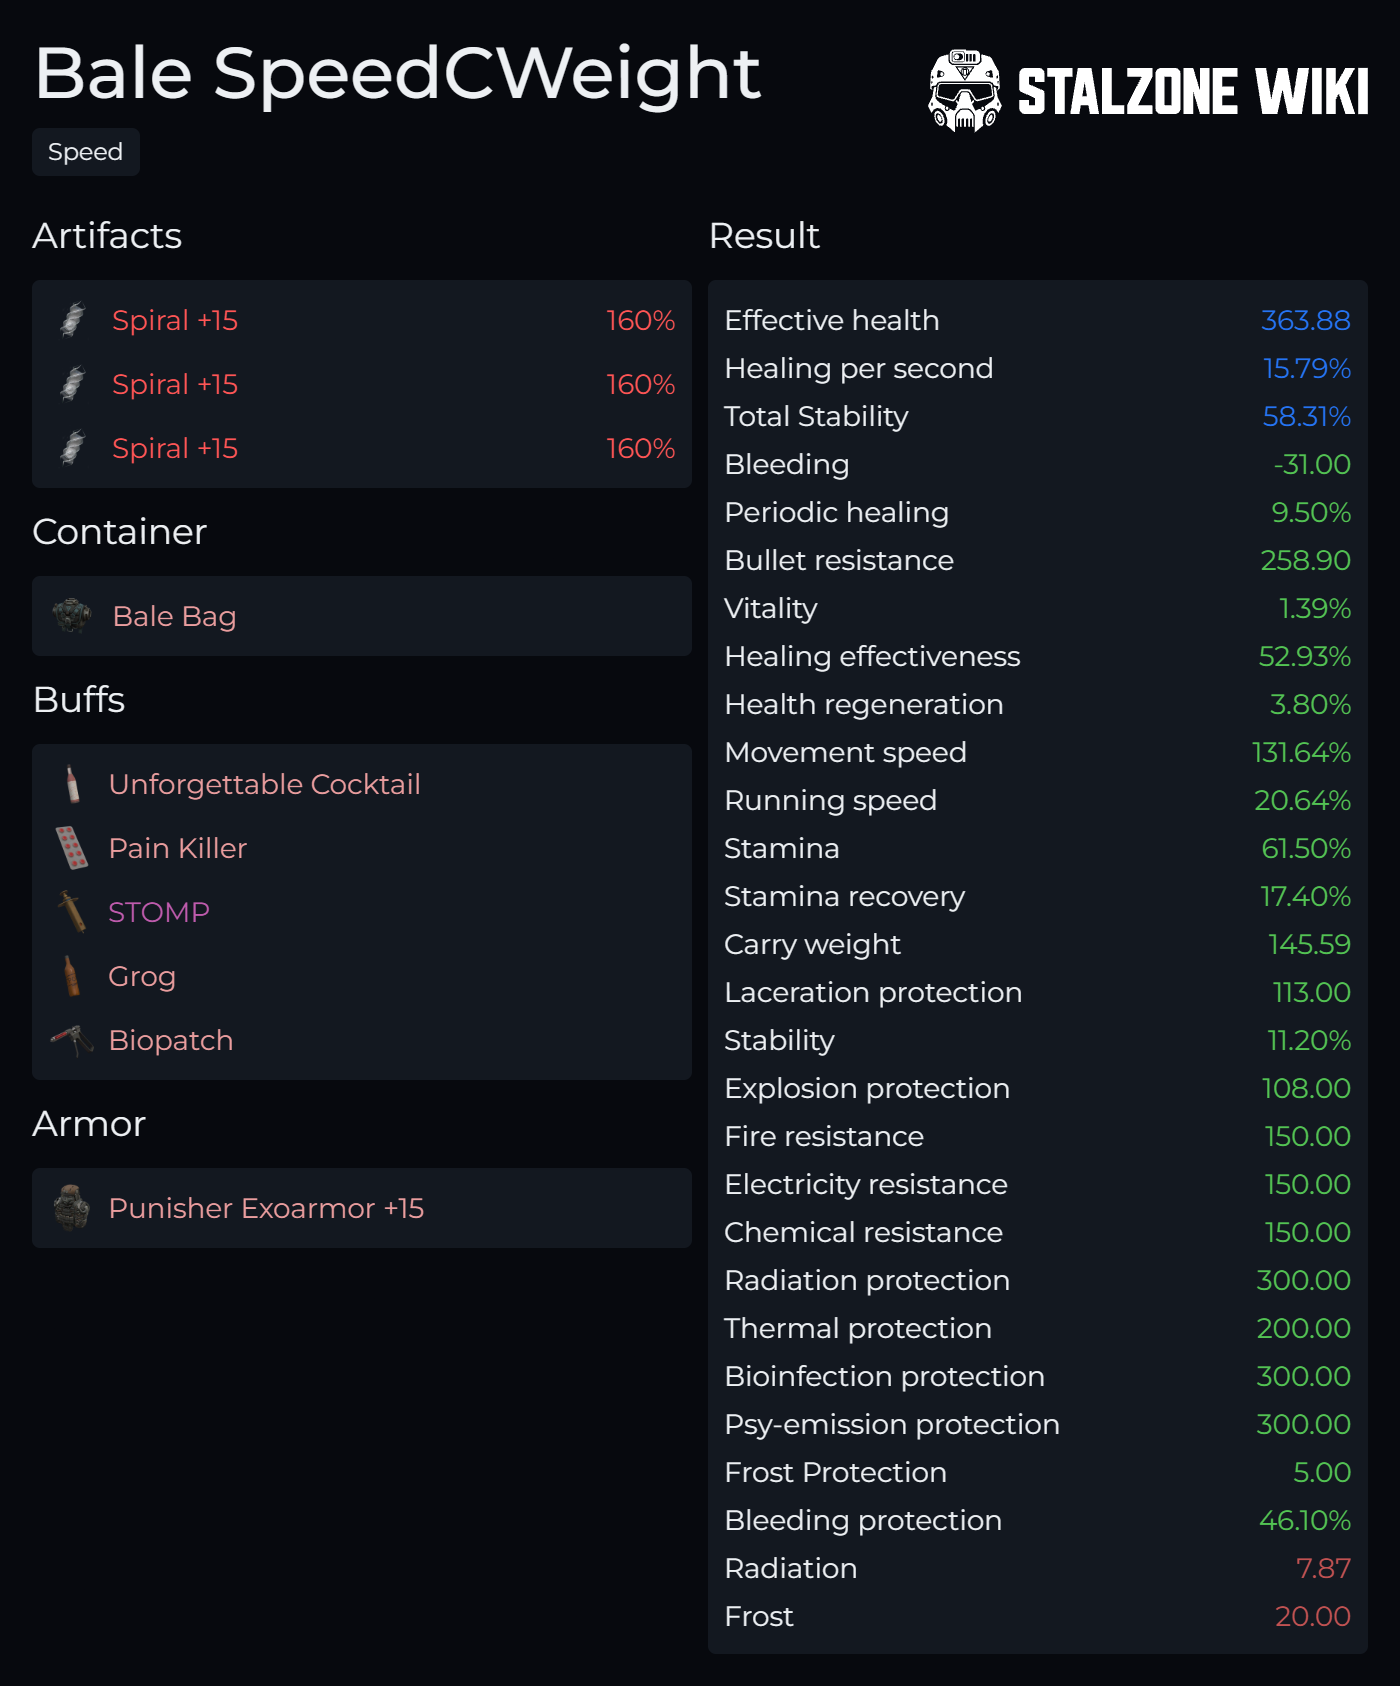 Bale SpeedCWeight
STALZONE WIKI
Speed
Artifacts
Spiral +15 160%
Spiral +15 160%
Spiral +15 160%
Container
Bale Bag
Buffs
Unforgettable Cocktail
Pain Killer
STOMP
Grog
Biopatch
Armor
Punisher Exoarmor +15
Result
Effective health 363.88
Healing per second 15.79%
Total Stability 58.31%
Bleeding -31.00
Periodic healing 9.50%
Bullet resistance 258.90
Vitality 1.39%
Healing effectiveness 52.93%
Health regeneration 3.80%
Movement speed 131.64%
Running speed 20.64%
Stamina 61.50%
Stamina recovery 17.40%
Carry weight 145.59
Laceration protection 113.00
Stability 11.20%
Explosion protection 108.00
Fire resistance 150.00
Electricity resistance 150.00
Chemical resistance 150.00
Radiation protection 300.00
Thermal protection 200.00
Bioinfection protection 300.00
Psy-emission protection 300.00
Frost Protection 5.00
Bleeding protection 46.10%
Radiation 7.87
Frost 20.00